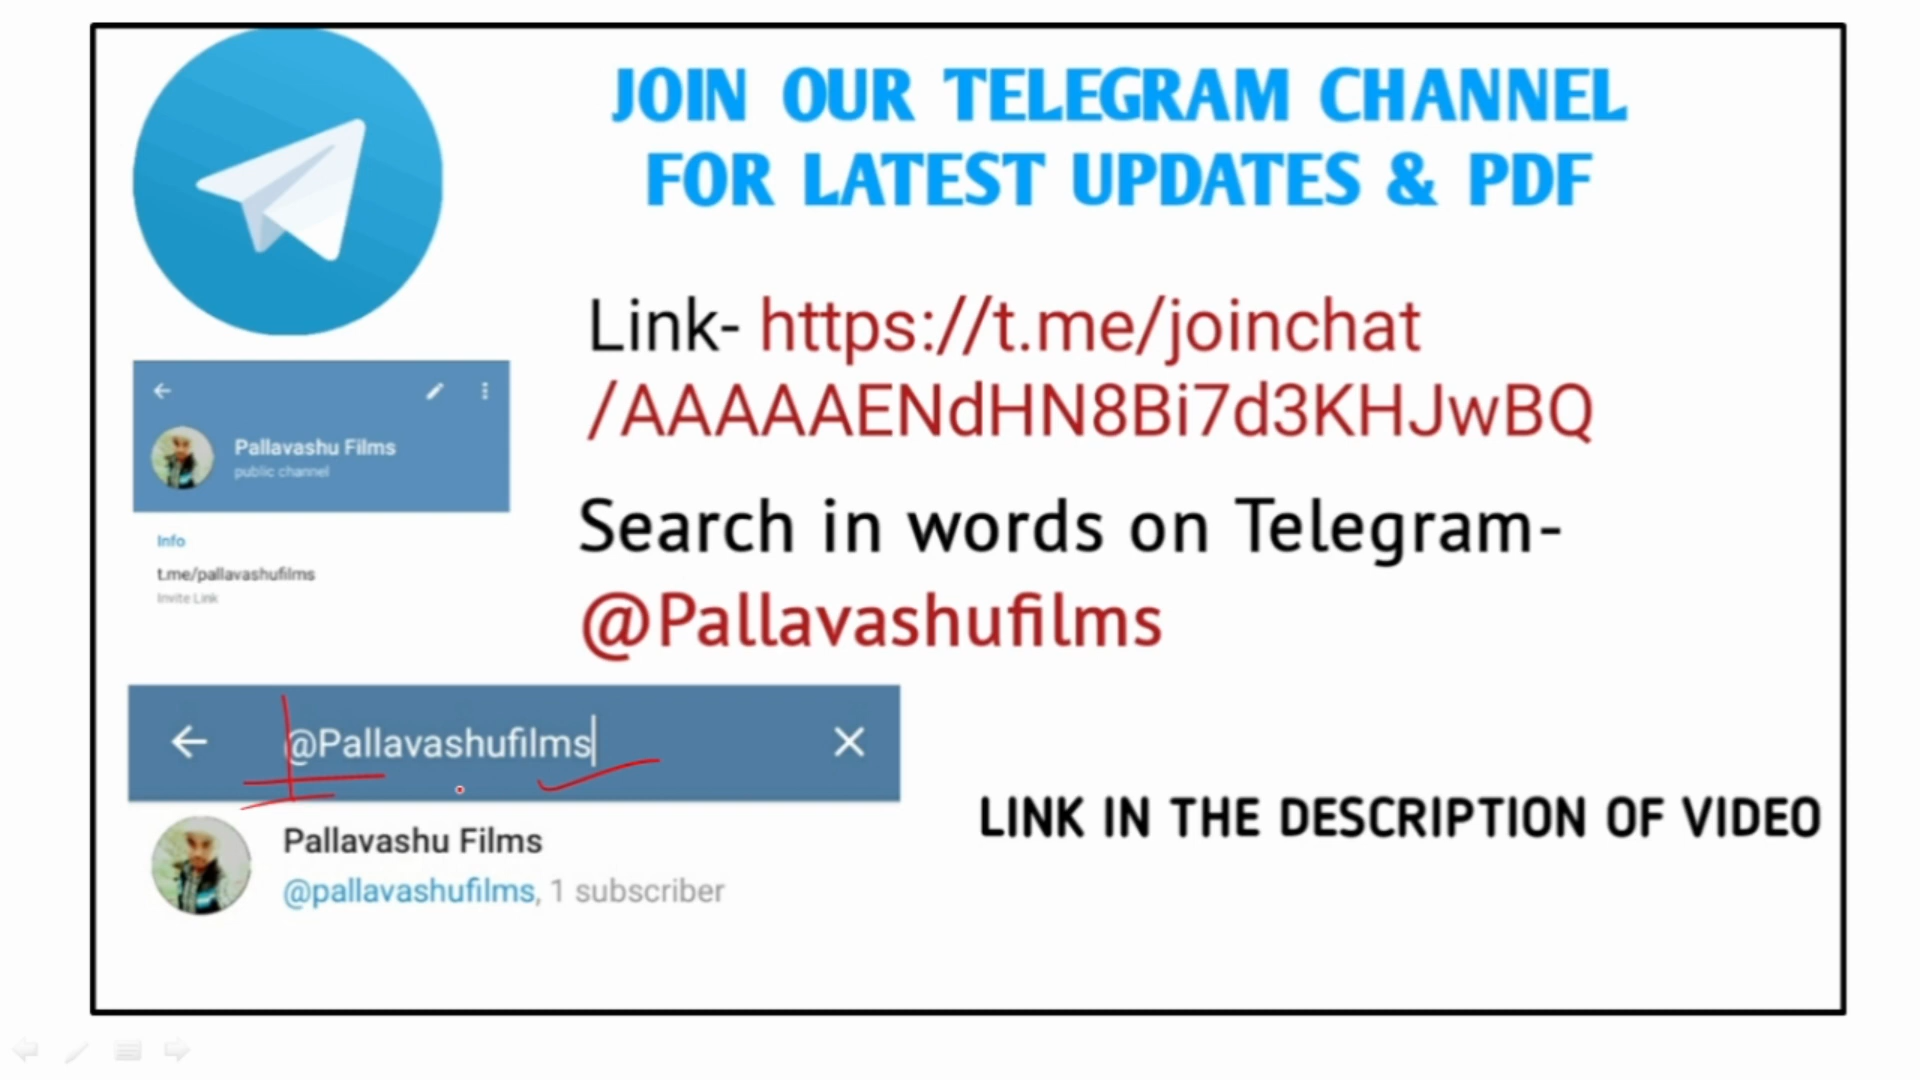 JOIN OUR TELEGRAM CHANNEL
FOR LATEST UPDATES & PDF
Link- https://t.me/joinchat
/AAAAAENdHN8Bi7d3KHJwBQ
Search in words on Telegram-
@Pallavashufilms
Pallavashu Films
public channel
Info
t.me/pallavashufilms
Invite Link
@Pallavashufilms
Pallavashu Films
@pallavashufilms, 1 subscriber
LINK IN THE DESCRIPTION OF VIDEO